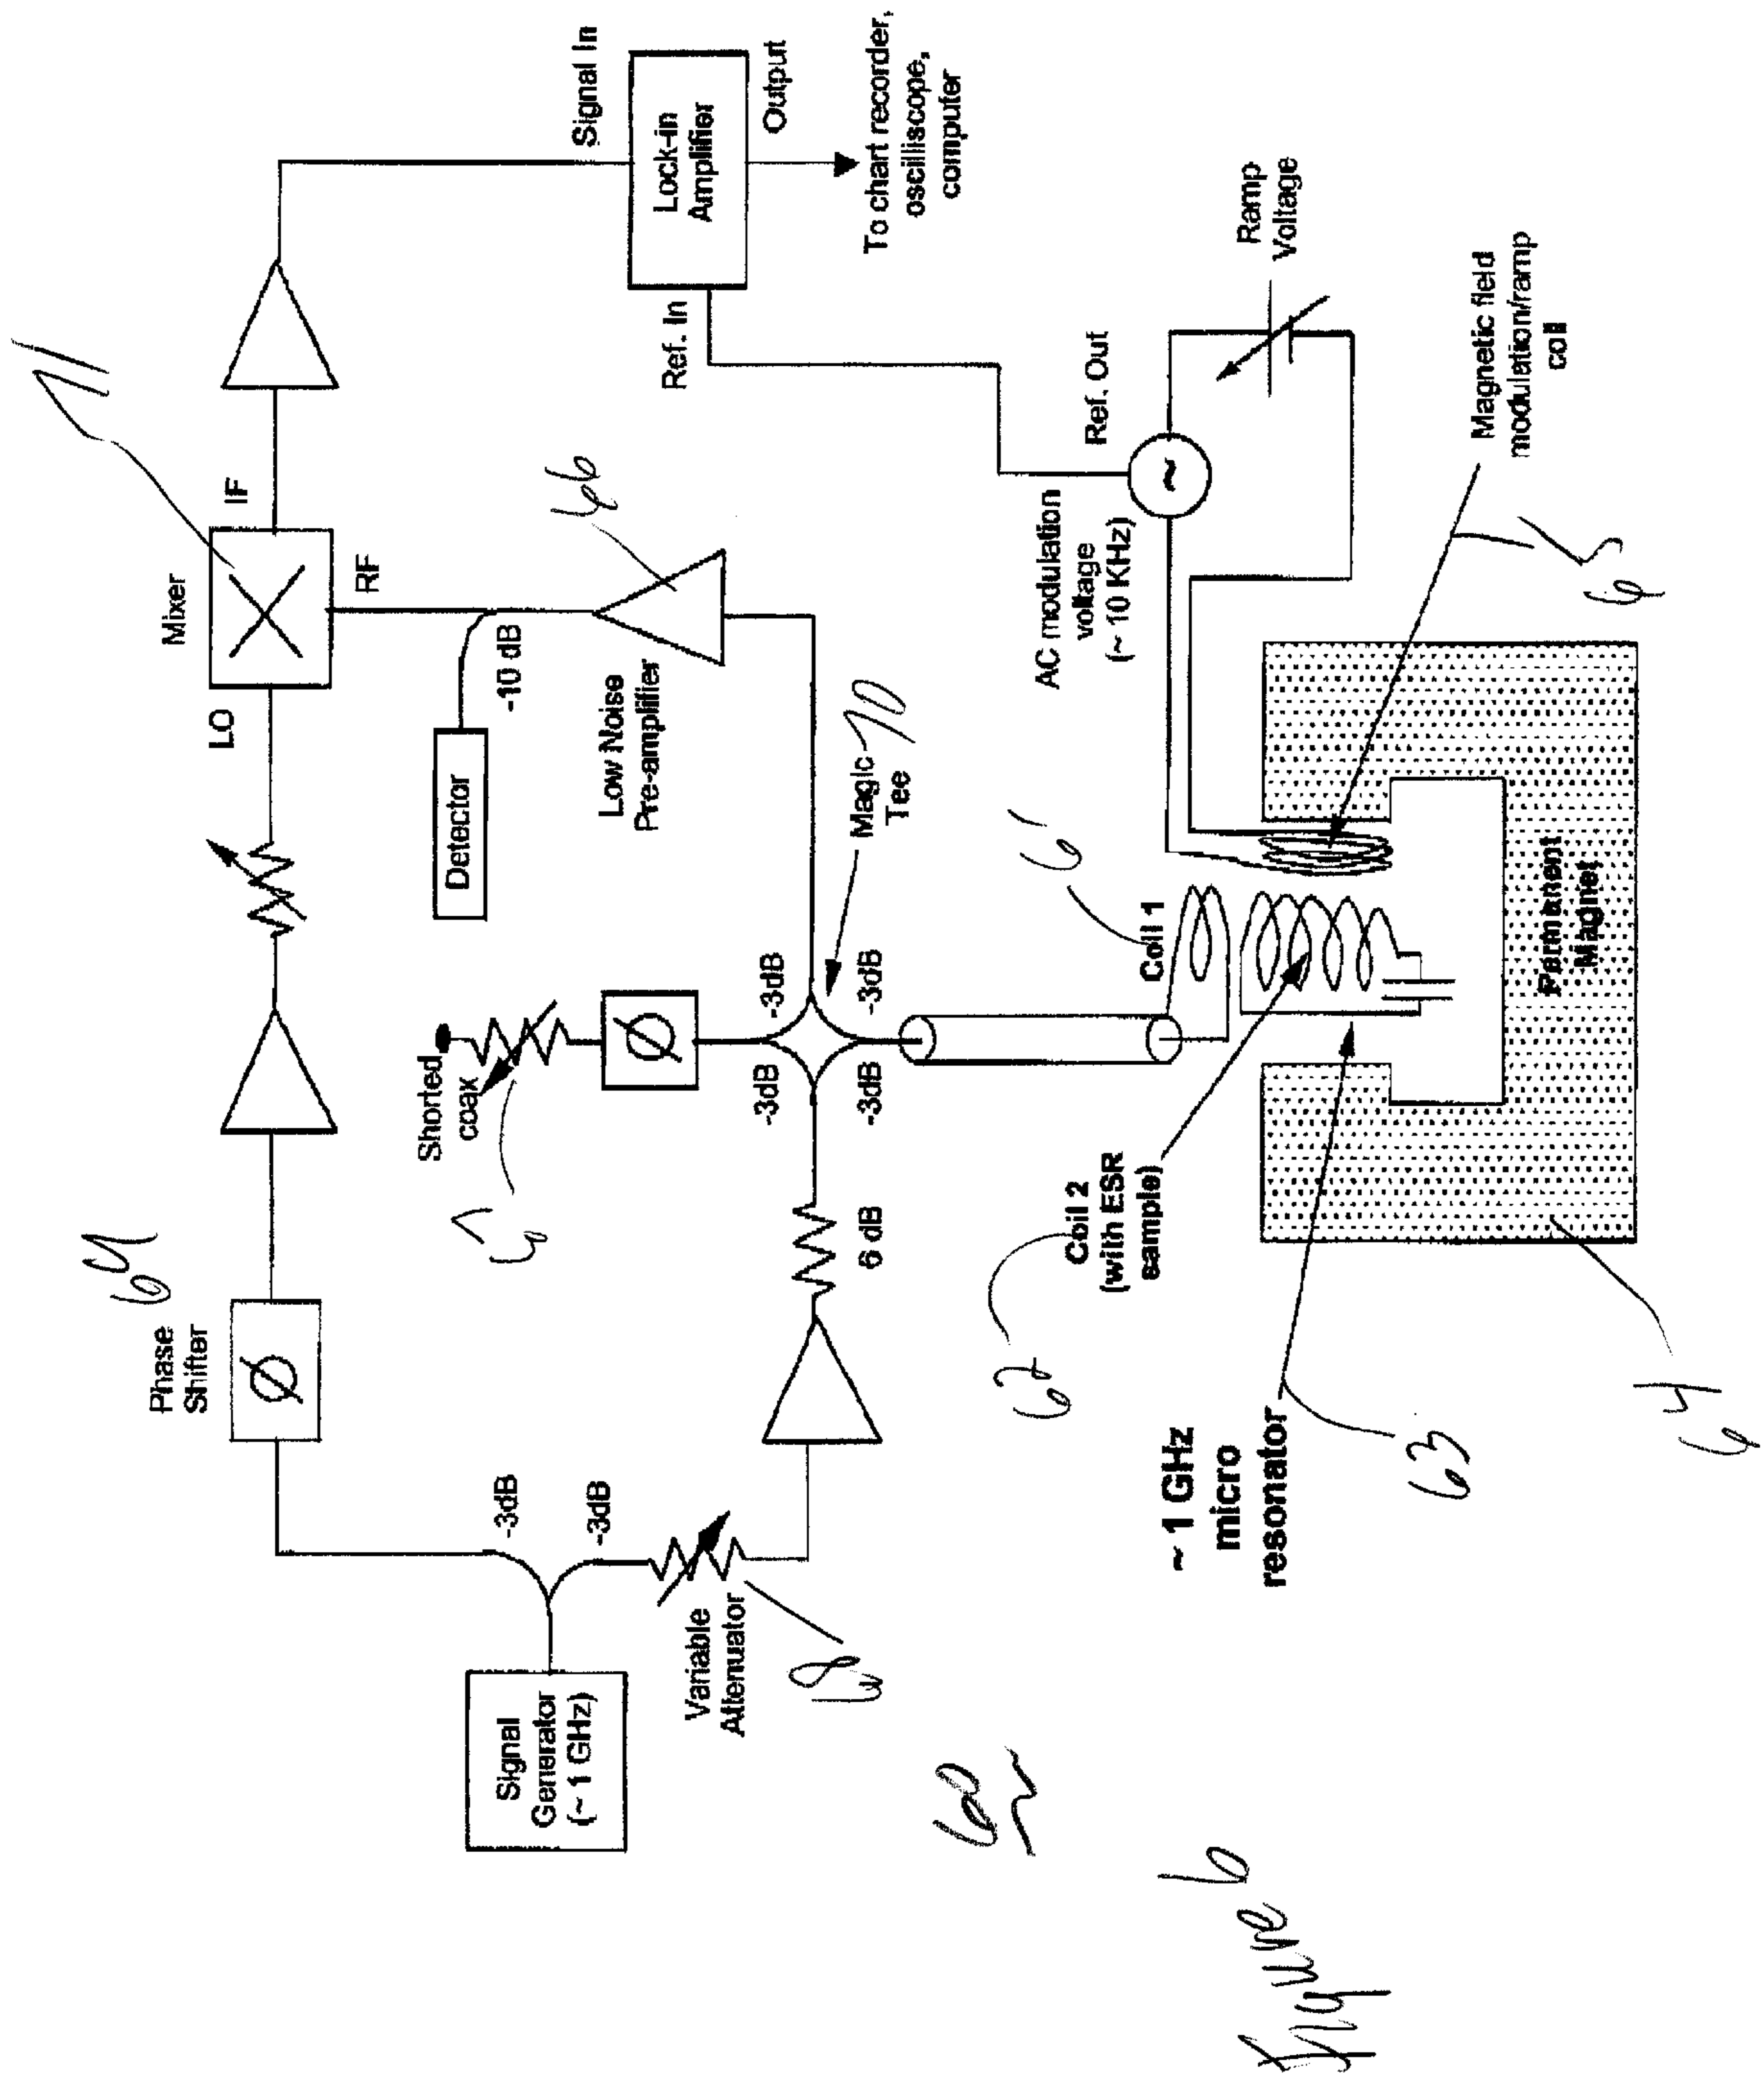 71
69
Phase
Shifter
Mixer
LO
IF
RF
Signal In
Lock-in
Amplifier
Ref. In
Output
To chart recorder,
oscilliscope,
computer
Signal
Generator
(~ 1 GHz)
-3dB
-3dB
Variable
Attenuator
68
Shorted
coax
Detector
-10 dB
Low Noise
Pre-amplifier
66
6 dB
-3dB
-3dB
-3dB
-3dB
Magic
Tee
70
60
62
Coil 2
(with ESR
sample)
61
Coil 1
AC modulation
voltage
(~ 10 KHz)
Ref. Out
Ramp
Voltage
~ 1 GHz
micro
resonator
63
Permanent
Magnet
Magnetic field
modulation/ramp
coil
65
64
Figure 6